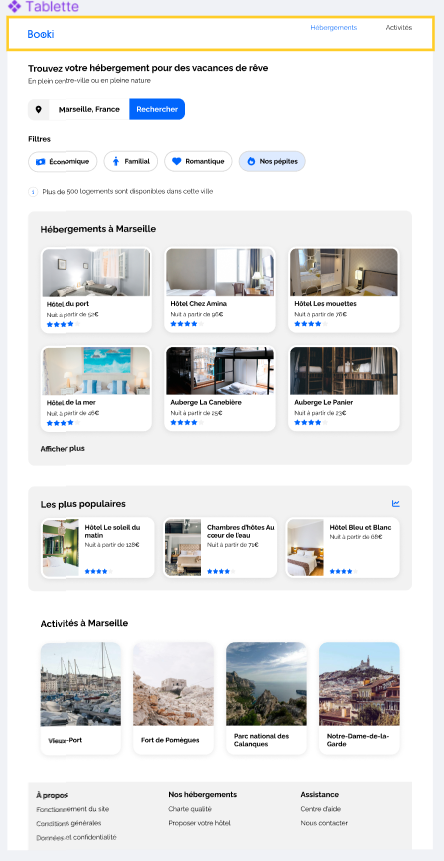 Tablette
Booki
Hébergements
Activités
Trouvez votre hébergement pour des vacances de rêve
En plein centre-ville ou en pleine nature
Marseille, France
Rechercher
Filtres
Économique
Familial
Romantique
Nos pépites
Plus de 500 logements sont disponibles dans cette ville
Hébergements à Marseille
Hôtel du port
Nuit à partir de 52€
Hôtel Chez Amina
Nuit à partir de 96€
Hôtel Les mouettes
Nuit à partir de 76€
Hôtel de la mer
Nuit à partir de 46€
Auberge La Canebière
Nuit à partir de 25€
Auberge Le Panier
Nuit à partir de 23€
Afficher plus
Les plus populaires
Hôtel Le soleil du
matin
Nuit à partir de 128€
Chambres d'hôtes Au
cœur de l'eau
Nuit à partir de 71€
Hôtel Bleu et Blanc
Nuit à partir de 68€
Activités à Marseille
Vieux-Port
Fort de Pomègues
Parc national des
Calanques
Notre-Dame-de-la-
Garde
À propos
Fonctionnement du site
Conditions générales
Données et confidentialité
Nos hébergements
Charte qualité
Proposer votre hôtel
Assistance
Centre d'aide
Nous contacter